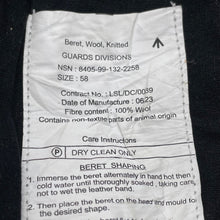 Beret, Wool, Knitted
GUARDS DIVISIONS
NSN : 8405-99-132-2258
SIZE : 58
Contract No. : LSL/DC/0039
Date of Manufacture : 0623
Fibre content : 100% Wool
Contains non-textile parts of animal origin
Care Instructions
P DRY CLEAN ONLY
BERET SHAPING
1. Immerse the beret alternately in hand hot then
cold water until thoroughly soaked, taking care
not to wet the leather band.
2. Then place the beret on the head and mould for
the desired shape.